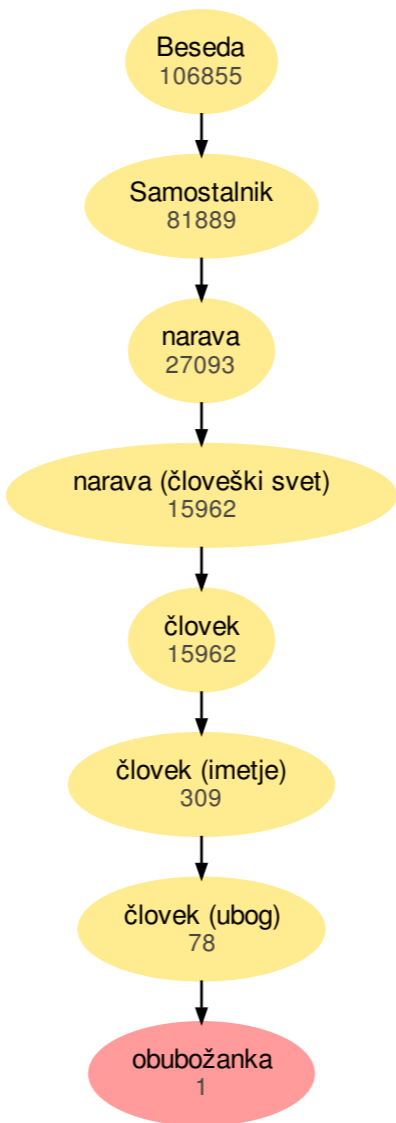 Beseda
106855
Samostalnik
81889
narava
27093
narava (človeški svet)
15962
človek
15962
človek (imetje)
309
človek (ubog)
78
obubožanka
1